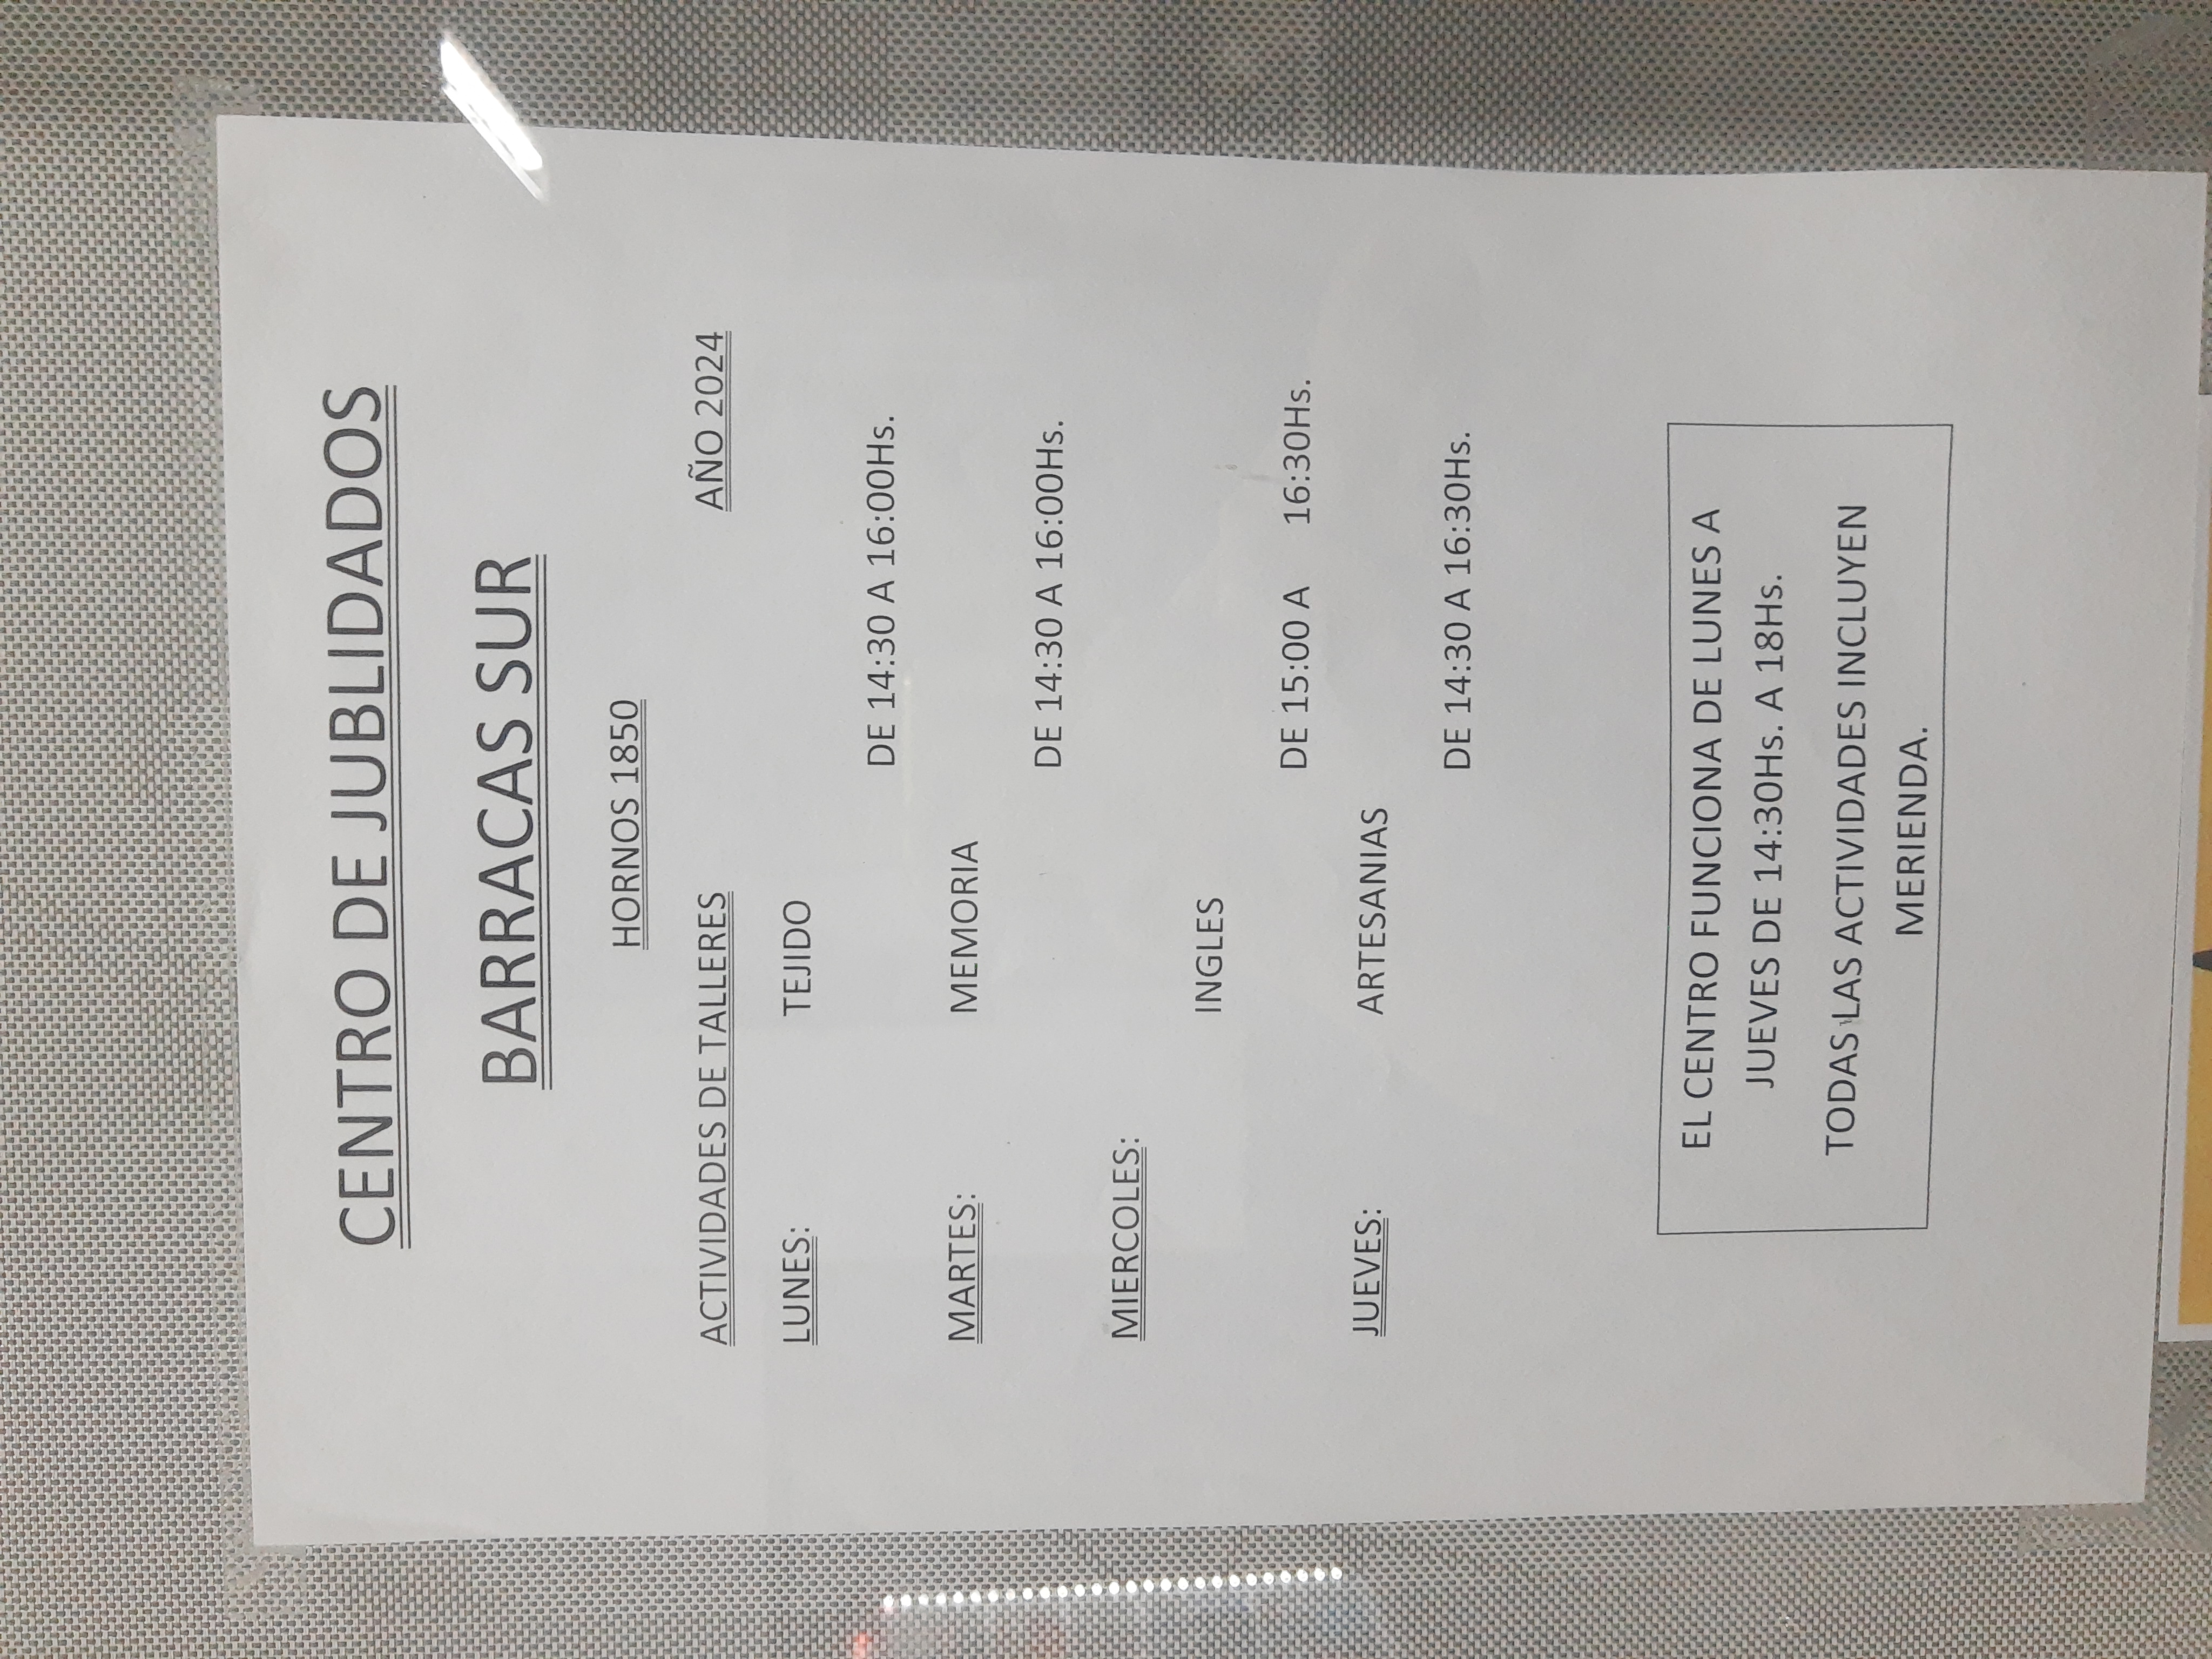 CENTRO DE JUBLIDADOS
BARRACAS SUR
HORNOS 1850
ACTIVIDADES DE TALLERES AÑO 2024
LUNES: TEJIDO
DE 14:30 A 16:00Hs.
MARTES: MEMORIA
DE 14:30 A 16:00Hs.
MIERCOLES:
INGLES
DE 15:00 A 16:30Hs.
JUEVES: ARTESANIAS
DE 14:30 A 16:30Hs.
EL CENTRO FUNCIONA DE LUNES A
JUEVES DE 14:30Hs. A 18Hs.
TODAS LAS ACTIVIDADES INCLUYEN
MERIENDA.